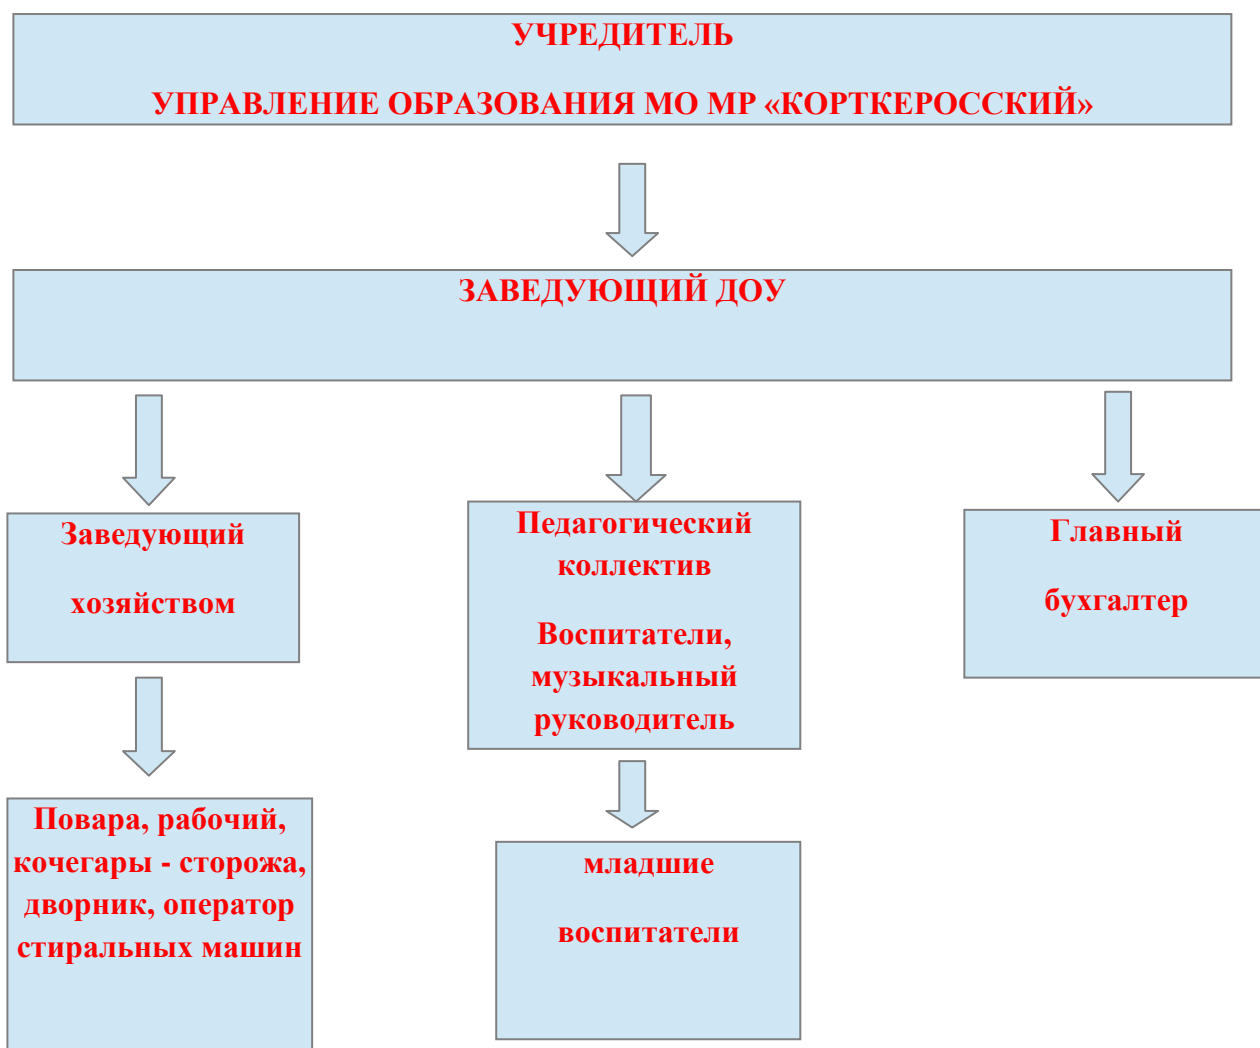 УЧРЕДИТЕЛЬ
УПРАВЛЕНИЕ ОБРАЗОВАНИЯ МО МР «КОРТКЕРОССКИЙ»
ЗАВЕДУЮЩИЙ ДОУ
Заведующий
хозяйством
Педагогический
коллектив
Воспитатели,
музыкальный
руководитель
Главный
бухгалтер
Повара, рабочий,
кочегары - сторожа,
дворник, оператор
стиральных машин
младшие
воспитатели